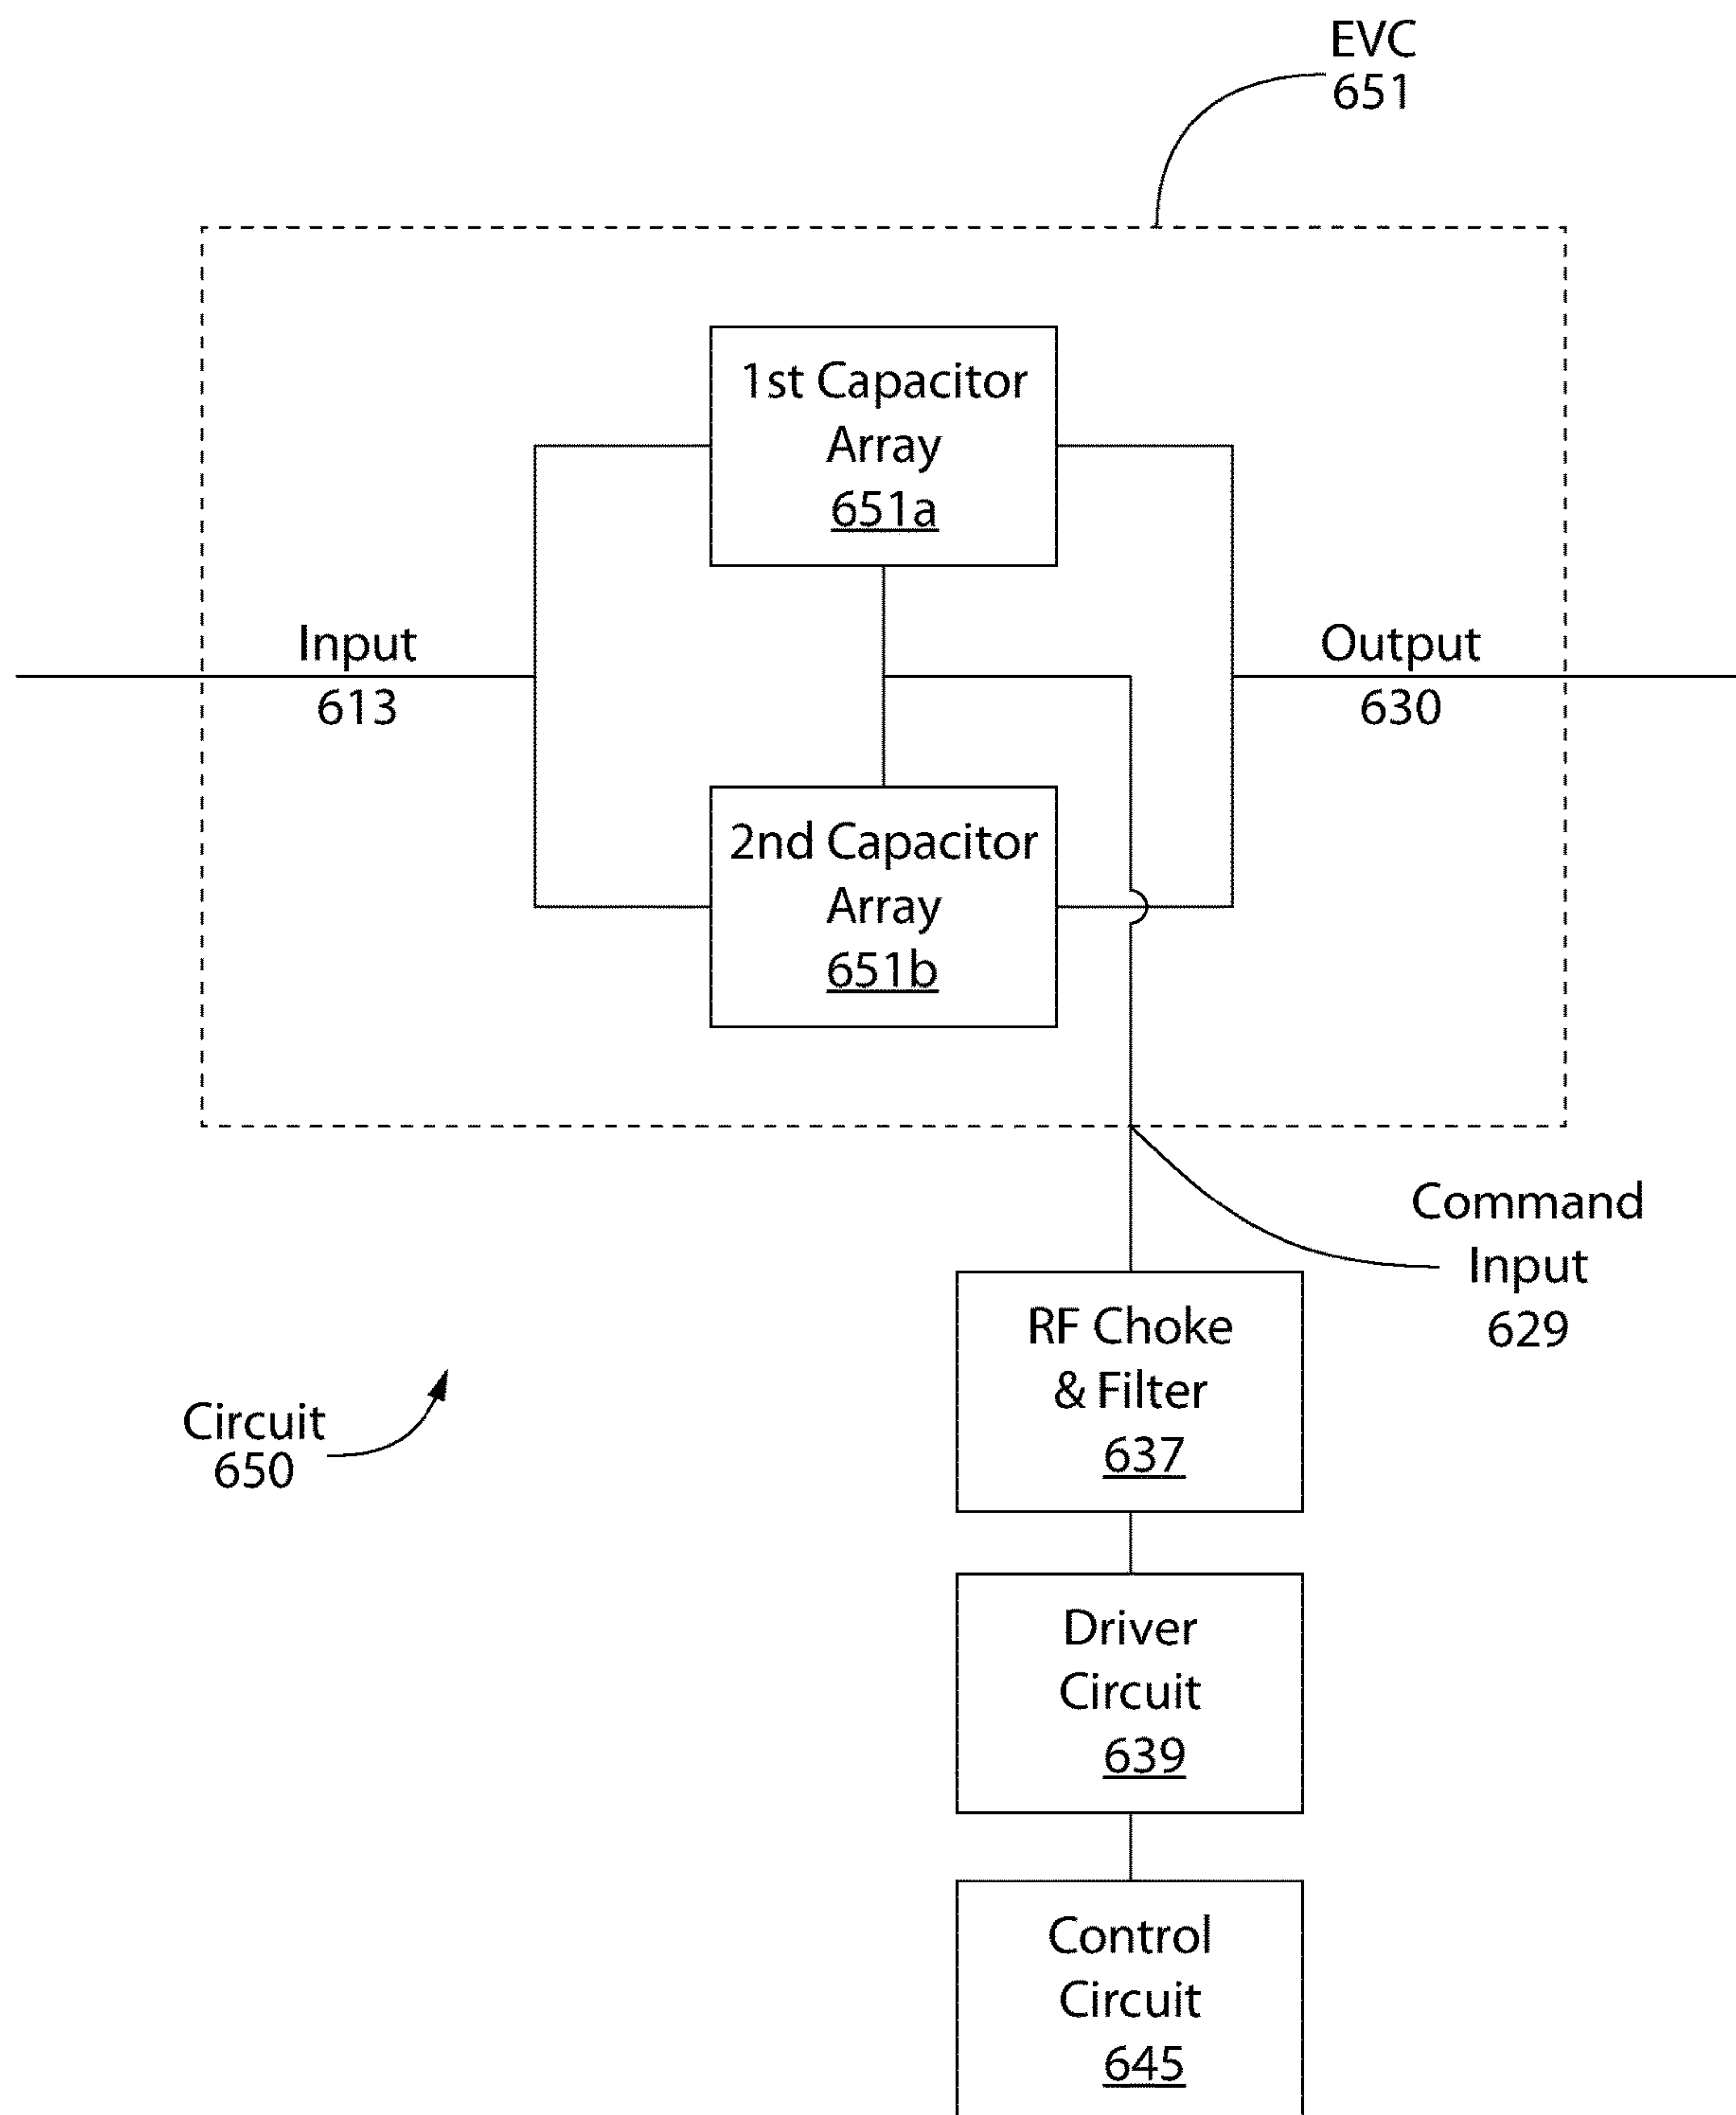 EVC
651
1st Capacitor
Array
651a
Input
613
Output
630
2nd Capacitor
Array
651b
Command
Input
629
RF Choke
& Filter
637
Circuit
650
Driver
Circuit
639
Control
Circuit
645